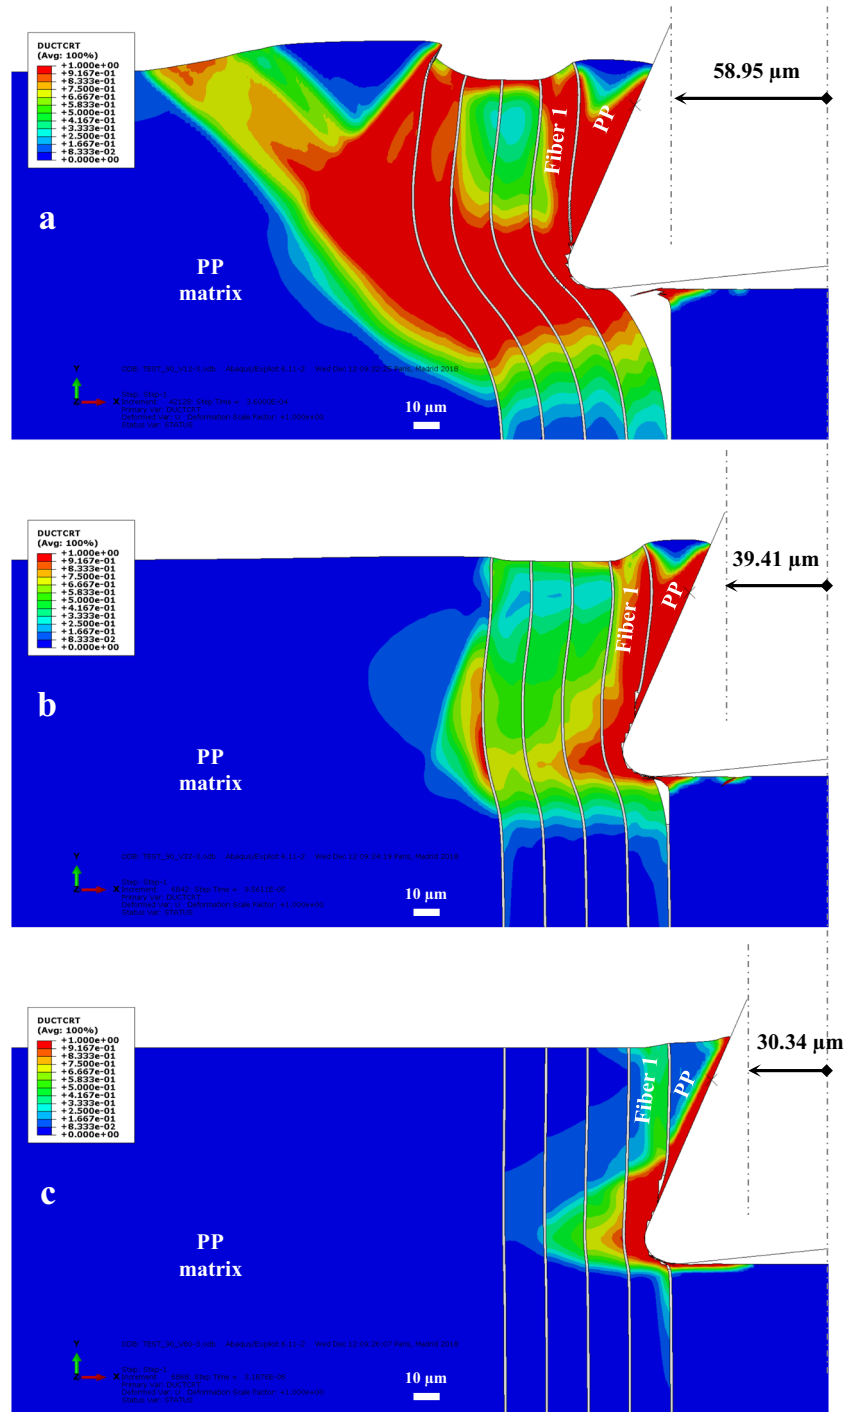 DUCTCRT
(Avg: 100%)
+1.000e+00
+9.167e-01
+8.333e-01
+7.500e-01
+6.667e-01
+5.833e-01
+5.000e-01
+4.167e-01
+3.333e-01
+2.500e-01
+1.667e-01
+8.333e-02
+0.000e+00
58.95 µm
Fiber 1
PP
a
PP
matrix
Y
X
10 µm
DUCTCRT
(Avg: 100%)
+1.000e+00
+9.167e-01
+8.333e-01
+7.500e-01
+6.667e-01
+5.833e-01
+5.000e-01
+4.167e-01
+3.333e-01
+2.500e-01
+1.667e-01
+8.333e-02
+0.000e+00
39.41 µm
Fiber 1
PP
b
PP
matrix
Y
X
10 µm
DUCTCRT
(Avg: 100%)
+1.000e+00
+9.167e-01
+8.333e-01
+7.500e-01
+6.667e-01
+5.833e-01
+5.000e-01
+4.167e-01
+3.333e-01
+2.500e-01
+1.667e-01
+8.333e-02
+0.000e+00
30.34 µm
Fiber 1
PP
c
PP
matrix
Y
X
10 µm